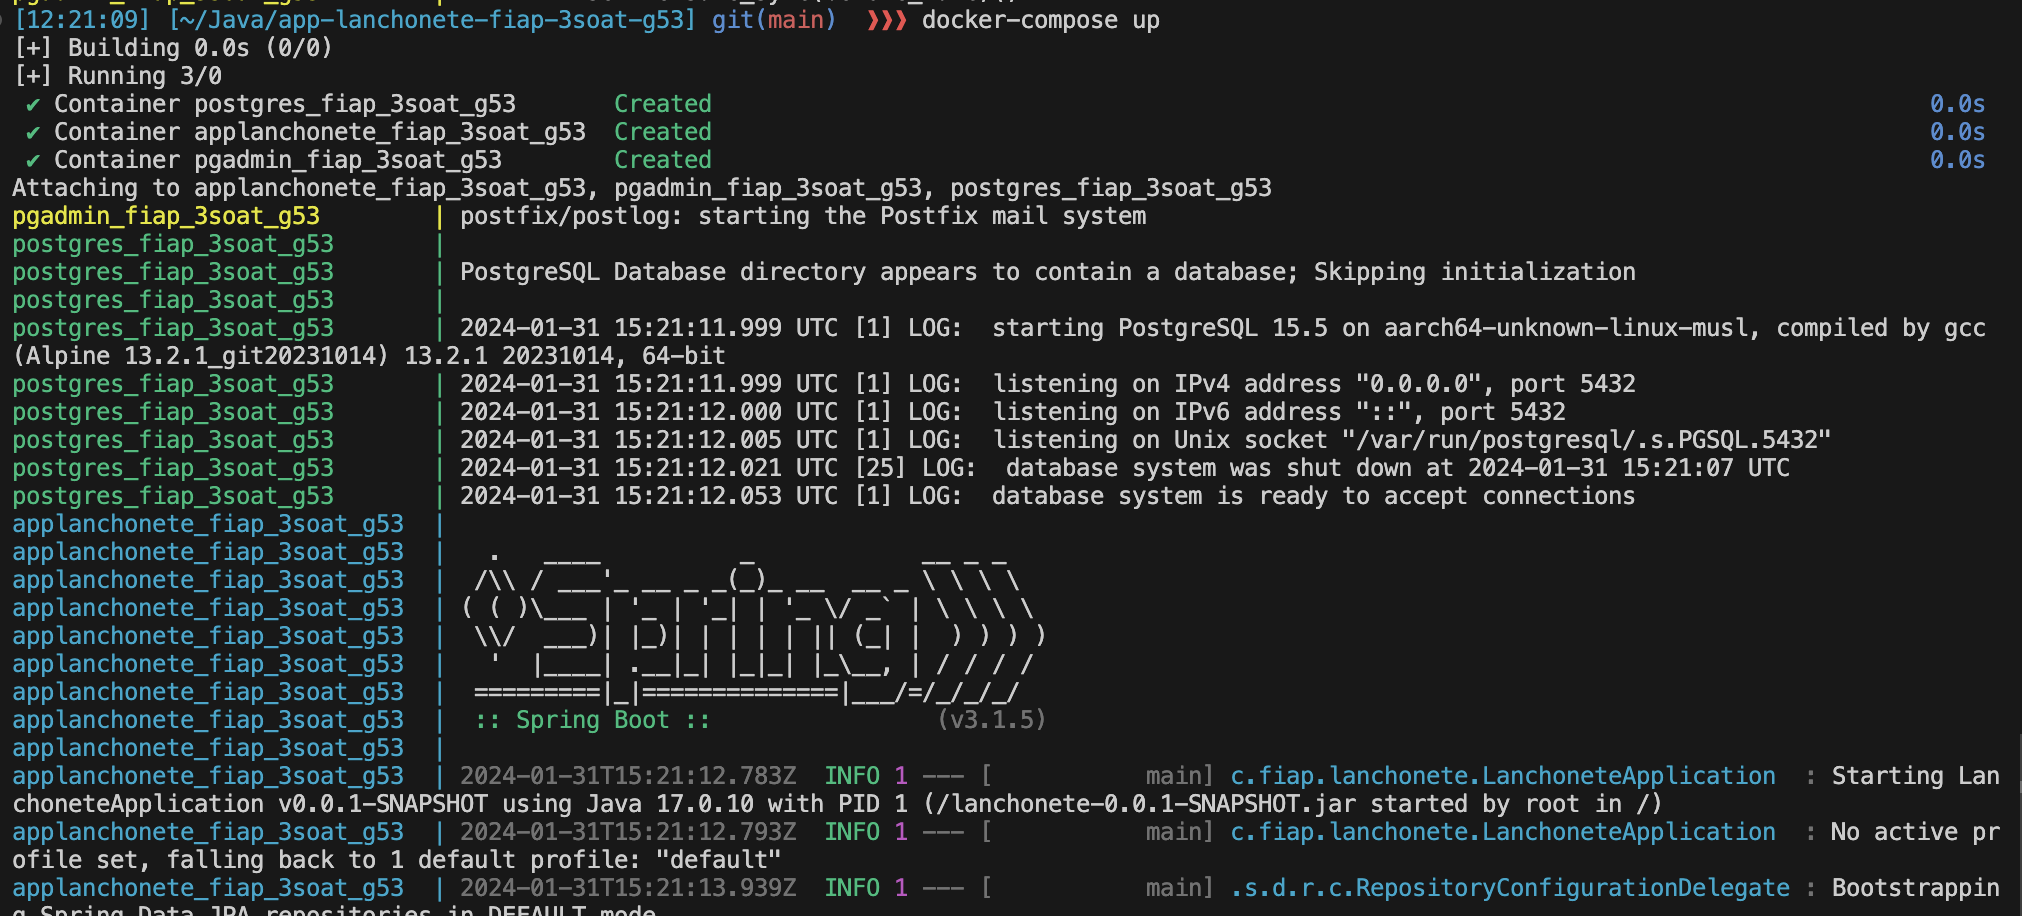 [12:21:09] [~/Java/app-lanchonete-fiap-3soat-g53] git(main)  ❯❯❯ docker-compose up
[+] Building 0.0s (0/0)
[+] Running 3/0
 ✔ Container postgres_fiap_3soat_g53       Created                                                                                       0.0s
 ✔ Container applanchonete_fiap_3soat_g53  Created                                                                                       0.0s
 ✔ Container pgadmin_fiap_3soat_g53        Created                                                                                       0.0s
Attaching to applanchonete_fiap_3soat_g53, pgadmin_fiap_3soat_g53, postgres_fiap_3soat_g53
pgadmin_fiap_3soat_g53        | postfix/postlog: starting the Postfix mail system
postgres_fiap_3soat_g53       |
postgres_fiap_3soat_g53       | PostgreSQL Database directory appears to contain a database; Skipping initialization
postgres_fiap_3soat_g53       |
postgres_fiap_3soat_g53       | 2024-01-31 15:21:11.999 UTC [1] LOG:  starting PostgreSQL 15.5 on aarch64-unknown-linux-musl, compiled by gcc
(Alpine 13.2.1_git20231014) 13.2.1 20231014, 64-bit
postgres_fiap_3soat_g53       | 2024-01-31 15:21:11.999 UTC [1] LOG:  listening on IPv4 address "0.0.0.0", port 5432
postgres_fiap_3soat_g53       | 2024-01-31 15:21:12.000 UTC [1] LOG:  listening on IPv6 address "::", port 5432
postgres_fiap_3soat_g53       | 2024-01-31 15:21:12.005 UTC [1] LOG:  listening on Unix socket "/var/run/postgresql/.s.PGSQL.5432"
postgres_fiap_3soat_g53       | 2024-01-31 15:21:12.021 UTC [25] LOG:  database system was shut down at 2024-01-31 15:21:07 UTC
postgres_fiap_3soat_g53       | 2024-01-31 15:21:12.053 UTC [1] LOG:  database system is ready to accept connections
applanchonete_fiap_3soat_g53  |
applanchonete_fiap_3soat_g53  |   .   ____          _            __ _ _
applanchonete_fiap_3soat_g53  |  /\\ / ___'_ __ _ _(_)_ __  __ _ \ \ \ \
applanchonete_fiap_3soat_g53  | ( ( )\___ | '_ | '_| | '_ \/ _` | \ \ \ \
applanchonete_fiap_3soat_g53  |  \\/  ___)| |_)| | | | | || (_| |  ) ) ) )
applanchonete_fiap_3soat_g53  |   '  |____| .__|_| |_|_| |_\__, | / / / /
applanchonete_fiap_3soat_g53  |  =========|_|==============|___/=/_/_/_/
applanchonete_fiap_3soat_g53  |  :: Spring Boot ::                (v3.1.5)
applanchonete_fiap_3soat_g53  |
applanchonete_fiap_3soat_g53  | 2024-01-31T15:21:12.783Z  INFO 1 --- [           main] c.fiap.lanchonete.LanchoneteApplication  : Starting Lan
choneteApplication v0.0.1-SNAPSHOT using Java 17.0.10 with PID 1 (/lanchonete-0.0.1-SNAPSHOT.jar started by root in /)
applanchonete_fiap_3soat_g53  | 2024-01-31T15:21:12.793Z  INFO 1 --- [           main] c.fiap.lanchonete.LanchoneteApplication  : No active pr
ofile set, falling back to 1 default profile: "default"
applanchonete_fiap_3soat_g53  | 2024-01-31T15:21:13.939Z  INFO 1 --- [           main] .s.d.r.c.RepositoryConfigurationDelegate : Bootstrappin
g Spring Data JPA repositories in DEFAULT mode.